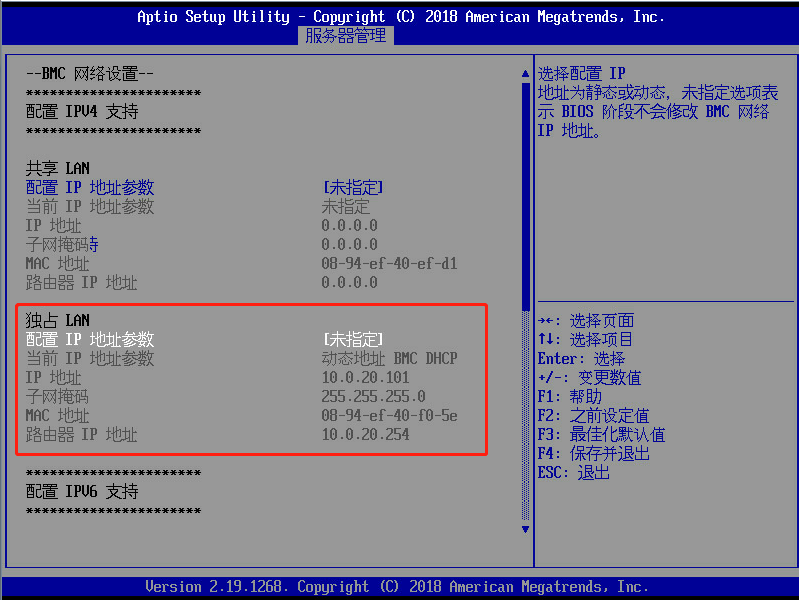 Aptio Setup Utility - Copyright (C) 2018 American Megatrends, Inc.
服务器管理
--BMC 网络设置--
**********************
配置 IPV4 支持
**********************
共享 LAN
配置 IP 地址参数 [未指定]
当前 IP 地址参数 未指定
IP 地址 0.0.0.0
子网掩码 0.0.0.0
MAC 地址 08-94-ef-40-ef-d1
路由器 IP 地址 0.0.0.0
独占 LAN
配置 IP 地址参数 [未指定]
当前 IP 地址参数 动态地址 BMC DHCP
IP 地址 10.0.20.101
子网掩码 255.255.255.0
MAC 地址 08-94-ef-40-f0-5e
路由器 IP 地址 10.0.20.254
**********************
配置 IPV6 支持
**********************
选择配置 IP
地址为静态或动态, 未指定选项表
示 BIOS 阶段不会修改 BMC 网络
IP 地址。
→←: 选择页面
↑↓: 选择项目
Enter: 选择
+/-: 变更数值
F1: 帮助
F2: 之前设定值
F3: 最佳化默认值
F4: 保存并退出
ESC: 退出
Version 2.19.1268. Copyright (C) 2018 American Megatrends, Inc.